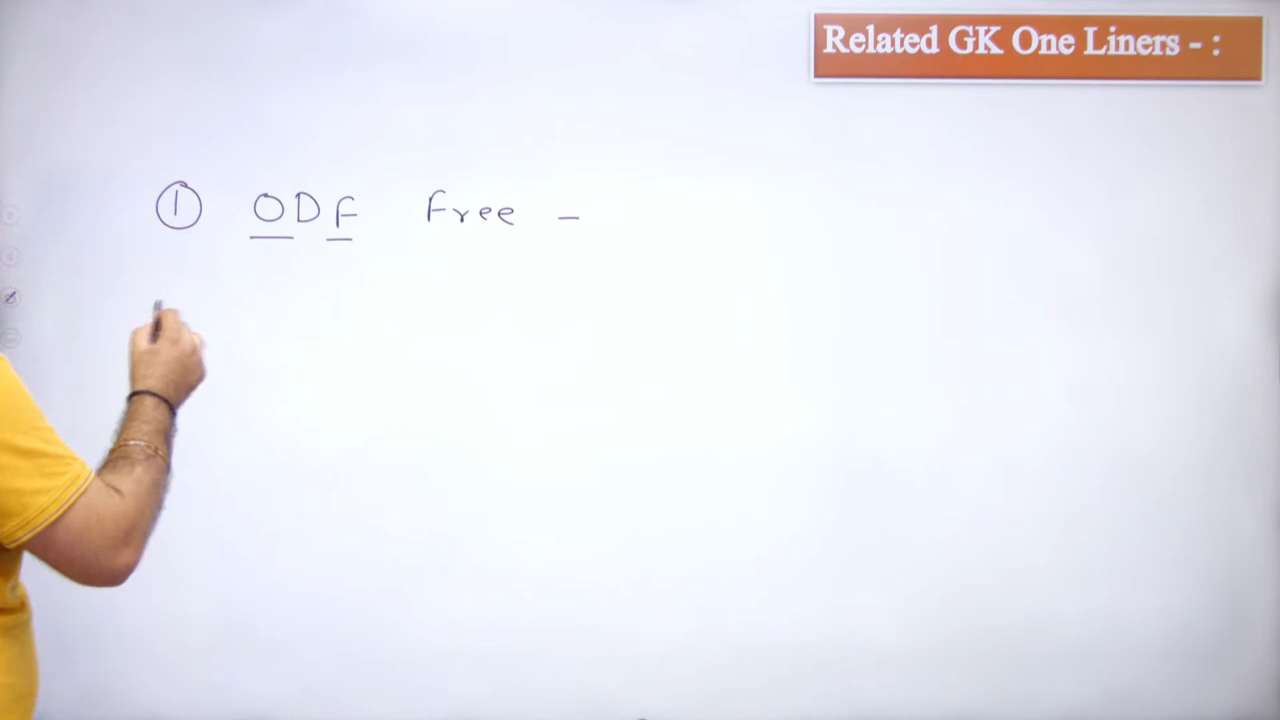 Related GK One Liners - :
① ODF Free -